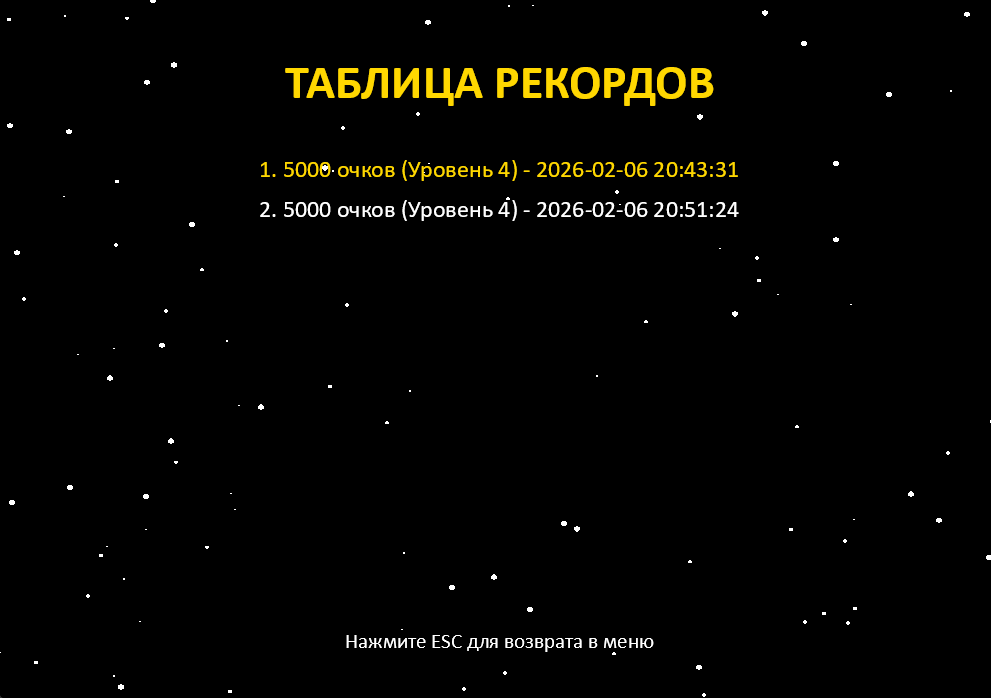 ТАБЛИЦА РЕКОРДОВ
1. 5000 очков (Уровень 4) - 2026-02-06 20:43:31
2. 5000 очков (Уровень 4) - 2026-02-06 20:51:24
Нажмите ESC для возврата в меню